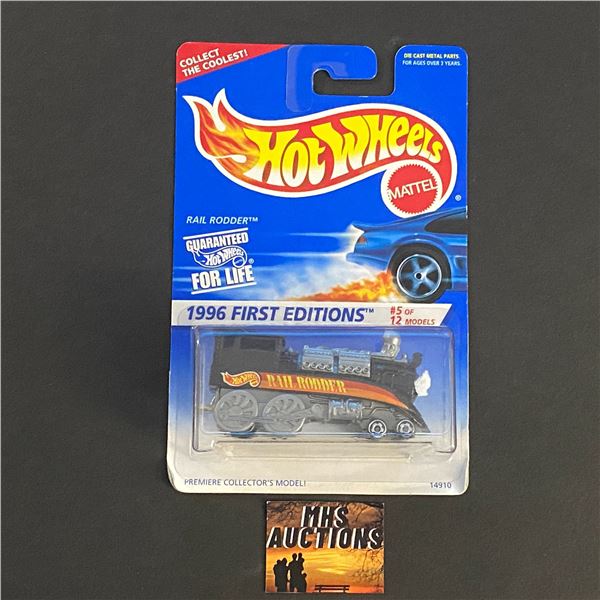 COLLECT
THE COOLEST!
DIE CAST METAL PARTS.
FOR AGES OVER 3 YEARS.
HOT WHEELS
MATTEL
®
RAIL RODDER™
GUARANTEED
HOT WHEELS ®
FOR LIFE
1996 FIRST EDITIONS™
#5 OF
12 MODELS
HOT WHEELS
RAIL RODDER
PREMIERE COLLECTOR'S MODEL!
14910
MHS
AUCTIONS